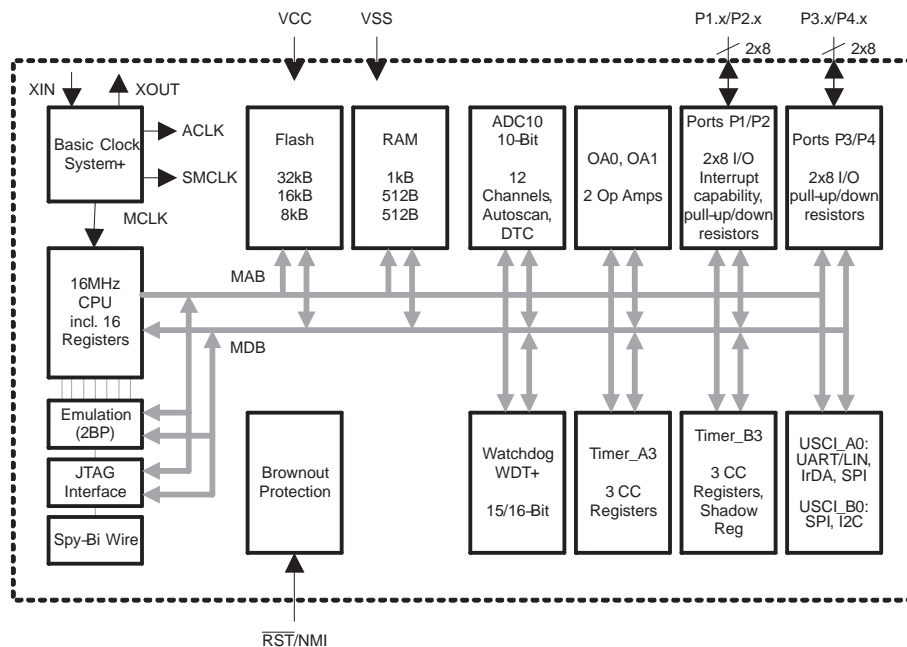 VCC
VSS
P1.x/P2.x
2x8
P3.x/P4.x
2x8
XIN
XOUT
Basic Clock
System+
ACLK
SMCLK
MCLK
Flash
32kB
16kB
8kB
RAM
1kB
512B
512B
ADC10
10-Bit
12
Channels,
Autoscan,
DTC
OA0, OA1
2 Op Amps
Ports P1/P2
2x8 I/O
Interrupt
capability,
pull-up/down
resistors
Ports P3/P4
2x8 I/O
pull-up/down
resistors
16MHz
CPU
incl. 16
Registers
MAB
MDB
Emulation
(2BP)
JTAG
Interface
Spy-Bi Wire
Brownout
Protection
Watchdog
WDT+
15/16-Bit
Timer_A3
3 CC
Registers
Timer_B3
3 CC
Registers,
Shadow
Reg
USCI_A0:
UART/LIN,
IrDA, SPI
USCI_B0:
SPI, I2C
RST/NMI